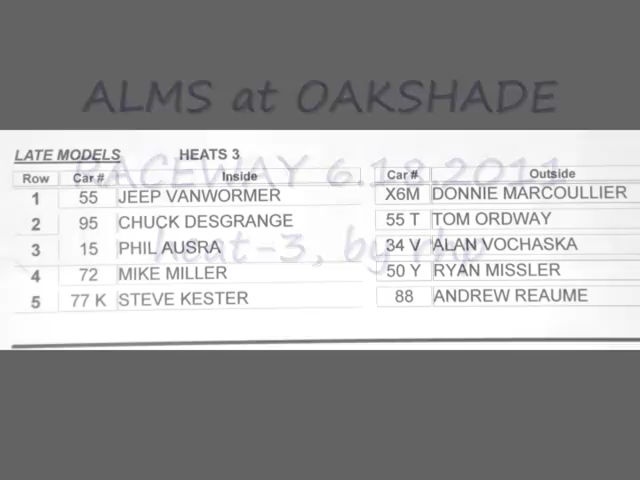 ALMS at OAKSHADE
RACEWAY 6.18.2011
heat-3, by rhp
LATE MODELS HEATS 3
Row Car # Inside Car # Outside
1 55 JEEP VANWORMER X6M DONNIE MARCOULLIER
2 95 CHUCK DESGRANGE 55 T TOM ORDWAY
3 15 PHIL AUSRA 34 V ALAN VOCHASKA
4 72 MIKE MILLER 50 Y RYAN MISSLER
5 77 K STEVE KESTER 88 ANDREW REAUME